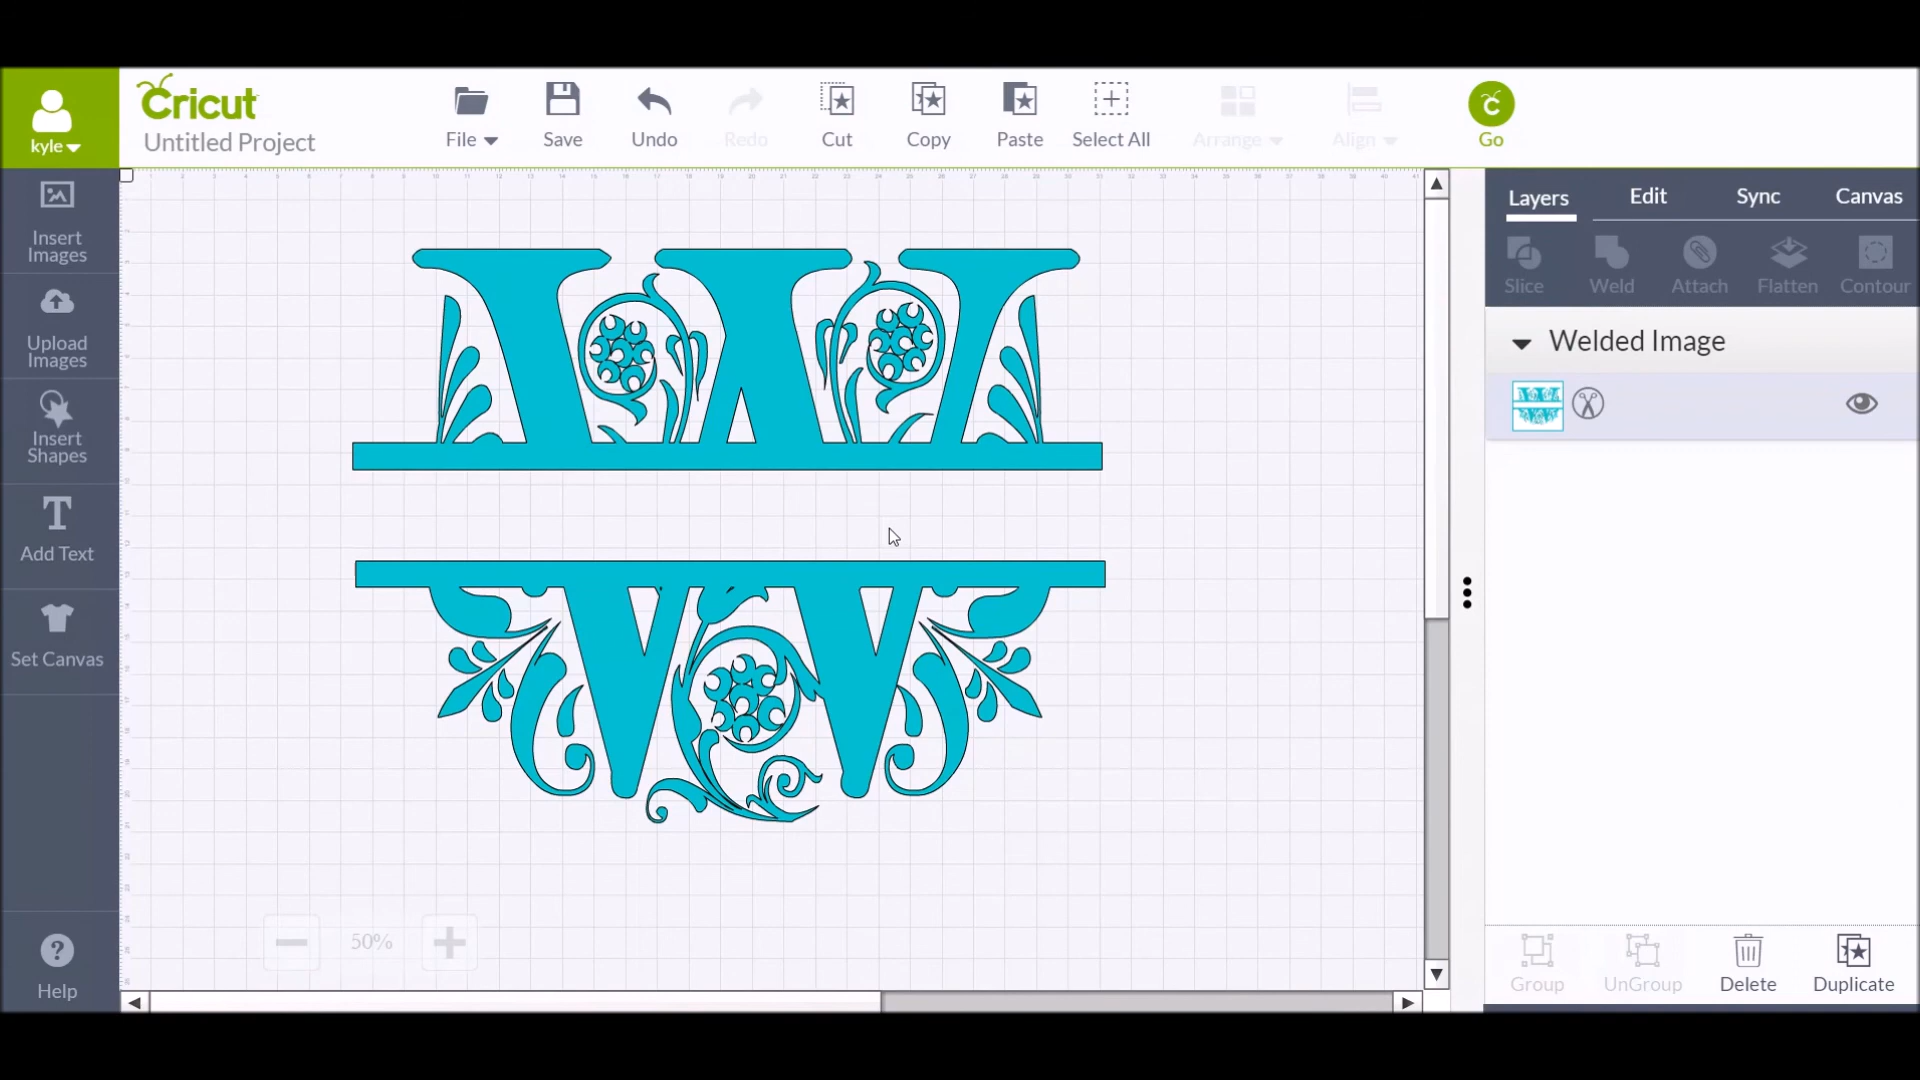 kyle
Cricut
Untitled Project
File
Save
Undo
Redo
Cut
Copy
Paste
Select All
Arrange
Align
Go
Insert
Images
Upload
Images
Insert
Shapes
Add Text
Set Canvas
Help
W
50%
Layers
Edit
Sync
Canvas
Slice
Weld
Attach
Flatten
Contour
Welded Image
Group
UnGroup
Delete
Duplicate